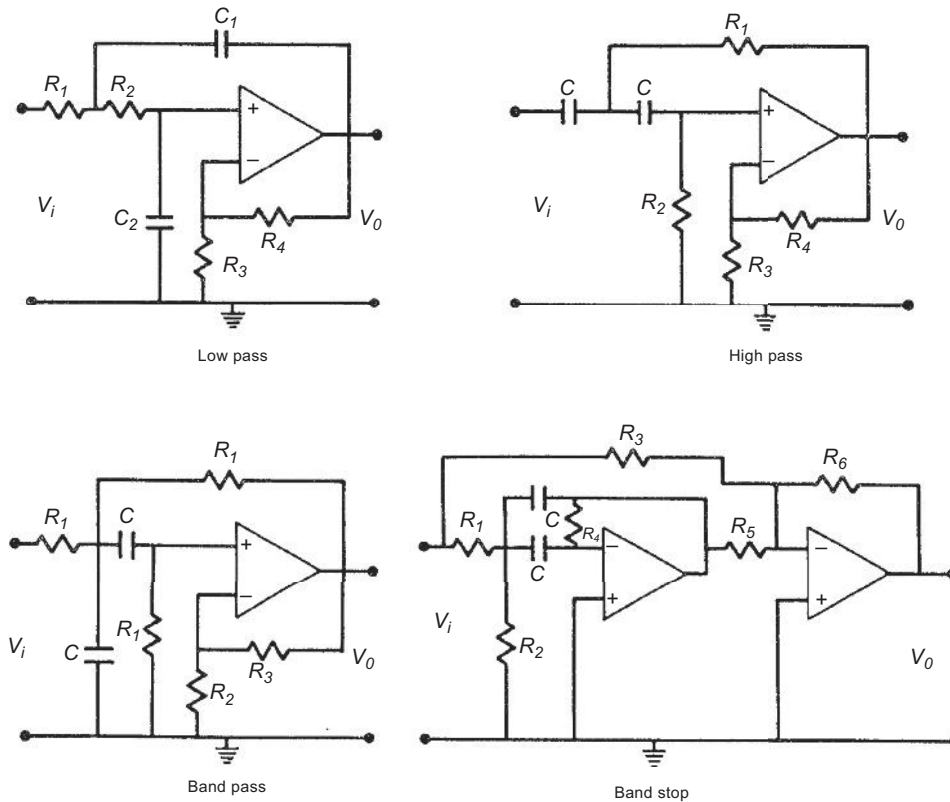 C1
R1
R1
R2
+
−
Vi
C2
R4
V0
R3
Low pass
C
C
+
−
Vi
R2
R4
V0
R3
High pass
R1
R1
C
+
−
Vi
C
R1
R3
V0
R2
Band pass
R3
R6
R1
C
R4
C
−
+
R5
−
+
Vi
R2
V0
Band stop